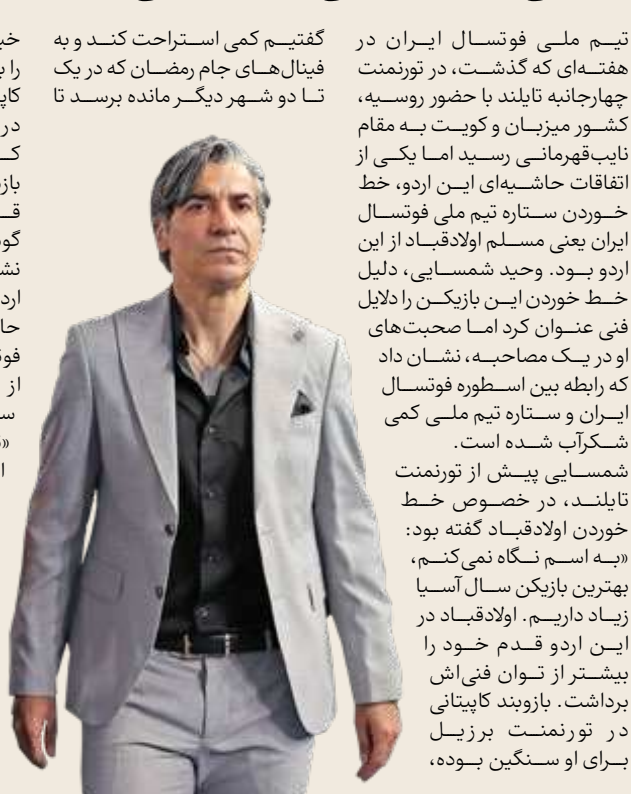 تیم ملی فوتسال ایران در
هفته‌ای که گذشت، در تورنمنت
چهارجانبه تایلند با حضور روسیه،
کشور میزبان و کویت به مقام
نایب‌قهرمانی رسید اما یکی از
اتفاقات حاشیه‌ای این اردو، خط
خوردن ستاره تیم ملی فوتسال
ایران یعنی مسلم اولادقباد از این
اردو بود. وحید شمسایی، دلیل
خط خوردن این بازیکن را دلایل
فنی عنوان کرد اما صحبت‌های
او در یک مصاحبه، نشان داد
که رابطه بین اسطوره فوتسال
ایران و ستاره تیم ملی کمی
شکرآب شده است.
شمسایی پیش از تورنمنت
تایلند، در خصوص خط
خوردن اولادقباد گفته بود:
«به اسم نگاه نمی‌کنم،
بهترین بازیکن سال آسیا
زیاد داریم. اولادقباد در
این اردو قدم خود را
بیشتر از توان فنی‌اش
برداشت. بازوبند کاپیتانی
در تورنمنت برزیل
برای او سنگین بوده،
گفتیم کمی استراحت کند و به
فینال‌های جام رمضان که در یک
تا دو شهر دیگر مانده برسد تا